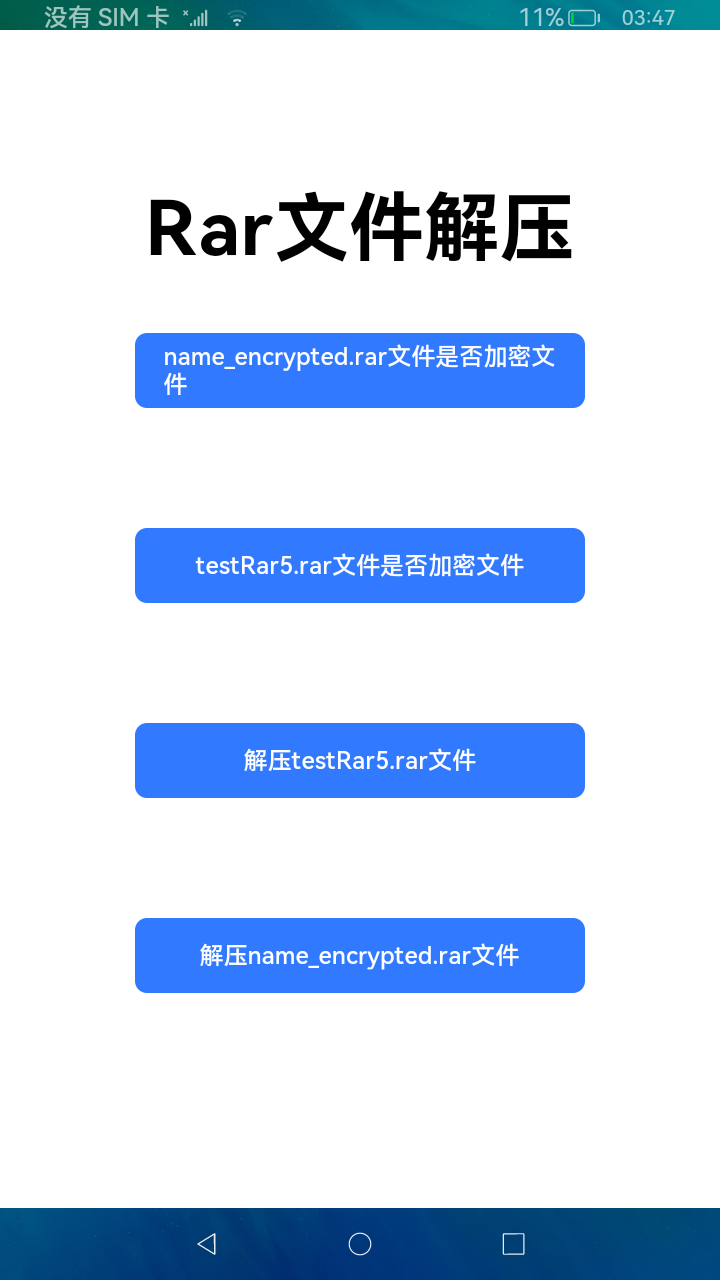 没有 SIM 卡 11% 03:47
Rar文件解压
name_encrypted.rar文件是否加密文
件
testRar5.rar文件是否加密文件
解压testRar5.rar文件
解压name_encrypted.rar文件